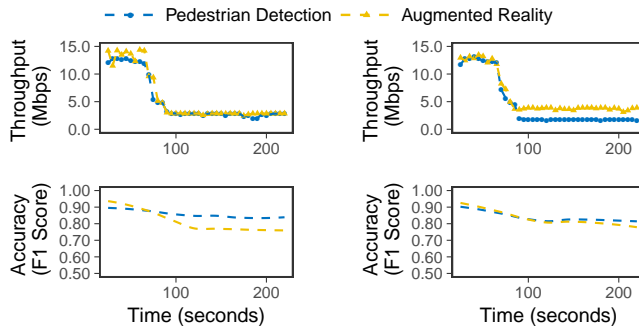 Pedestrian Detection
Augmented Reality
Throughput
(Mbps)
15.0
10.0
5.0
0.0
100
200
Throughput
(Mbps)
15.0
10.0
5.0
0.0
100
200
Accuracy
(F1 Score)
1.00
0.90
0.80
0.70
0.60
0.50
100
200
Time (seconds)
Accuracy
(F1 Score)
1.00
0.90
0.80
0.70
0.60
0.50
100
200
Time (seconds)